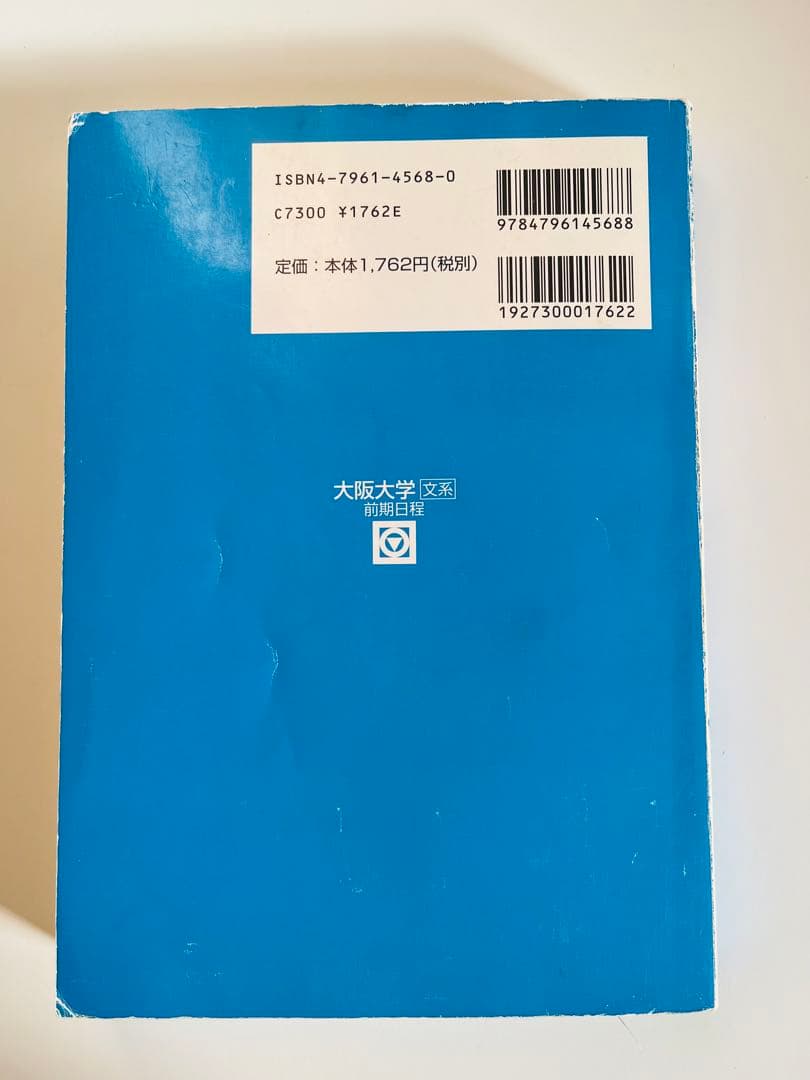 ISBN4-7961-4568-0
C7300 ¥1762E
定価：本体1,762円(税別)
9784796145688
1927300017622
大阪大学 文系
前期日程